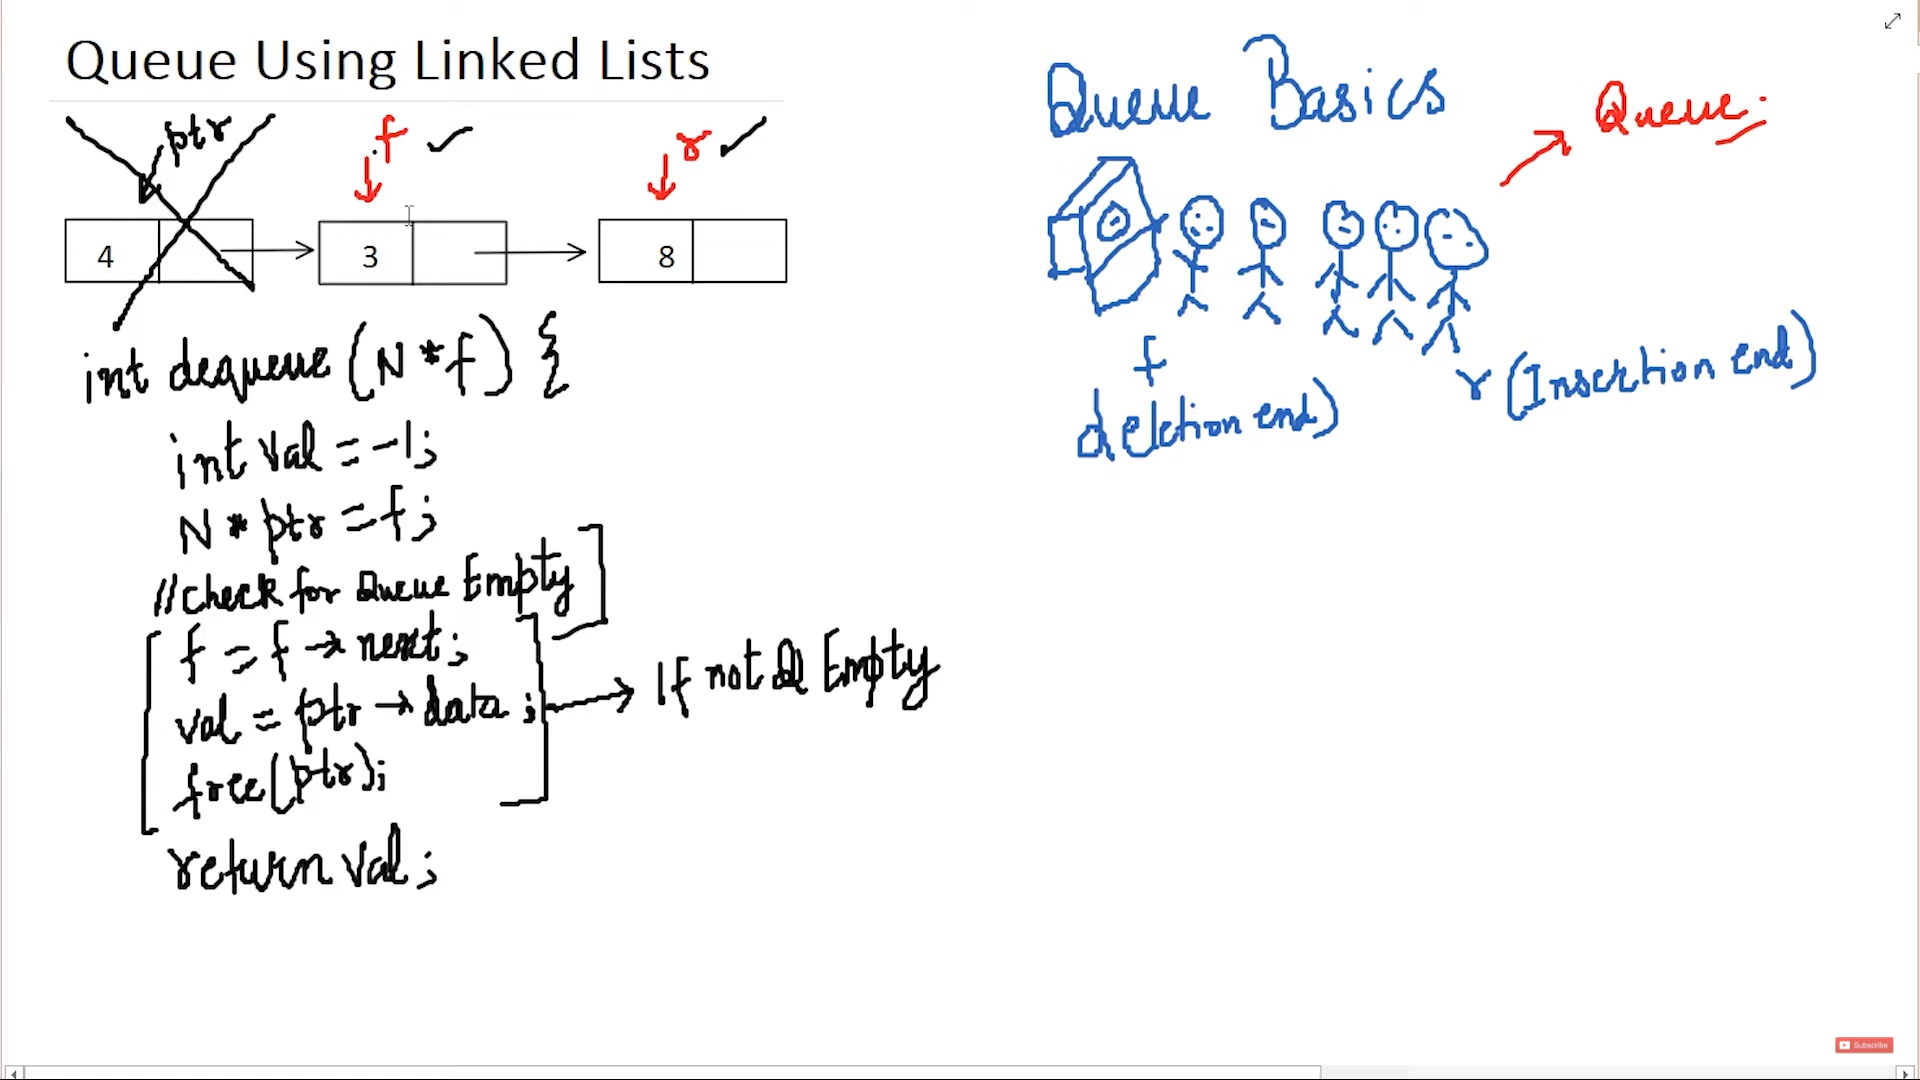 Queue Using Linked Lists
ptr
f
r
4
3
8
int dequeue (N *f) {
int val = -1;
N * ptr = f;
//check for Queue Empty
f = f → next;
val = ptr → data;
free(ptr);
If not Q Empty
return val;
Queue Basics
Queue
f
deletion end)
r (Insertion end)
Subscribe